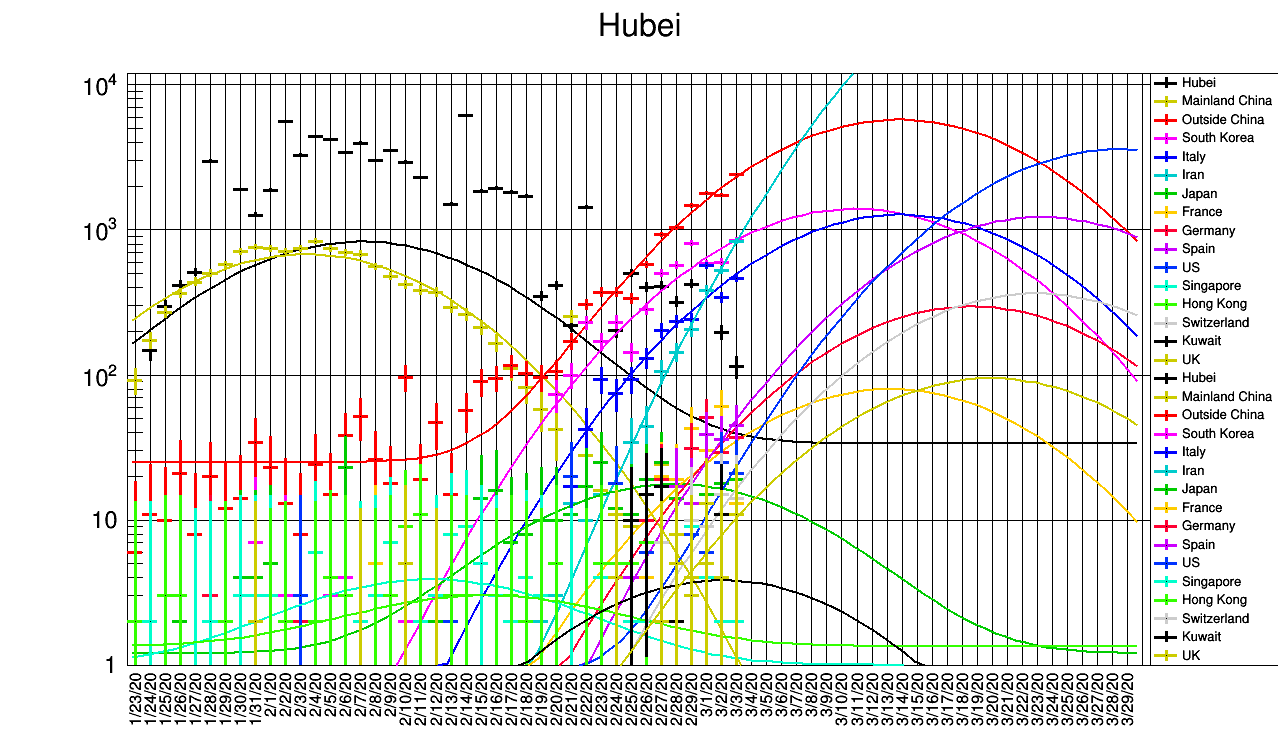 Hubei
10^4
10^3
10^2
10
1
1/23/20
1/24/20
1/25/20
1/26/20
1/27/20
1/28/20
1/29/20
1/30/20
1/31/20
2/1/20
2/2/20
2/3/20
2/4/20
2/5/20
2/6/20
2/7/20
2/8/20
2/9/20
2/10/20
2/11/20
2/12/20
2/13/20
2/14/20
2/15/20
2/16/20
2/17/20
2/18/20
2/19/20
2/20/20
2/21/20
2/22/20
2/23/20
2/24/20
2/25/20
2/26/20
2/27/20
2/28/20
2/29/20
3/1/20
3/2/20
3/3/20
3/4/20
3/5/20
3/6/20
3/7/20
3/8/20
3/9/20
3/10/20
3/11/20
3/12/20
3/13/20
3/14/20
3/15/20
3/16/20
3/17/20
3/18/20
3/19/20
3/20/20
3/21/20
3/22/20
3/23/20
3/24/20
3/25/20
3/26/20
3/27/20
3/28/20
3/29/20
Hubei
Mainland China
Outside China
South Korea
Italy
Iran
Japan
France
Germany
Spain
US
Singapore
Hong Kong
Switzerland
Kuwait
UK
Hubei
Mainland China
Outside China
South Korea
Italy
Iran
Japan
France
Germany
Spain
US
Singapore
Hong Kong
Switzerland
Kuwait
UK